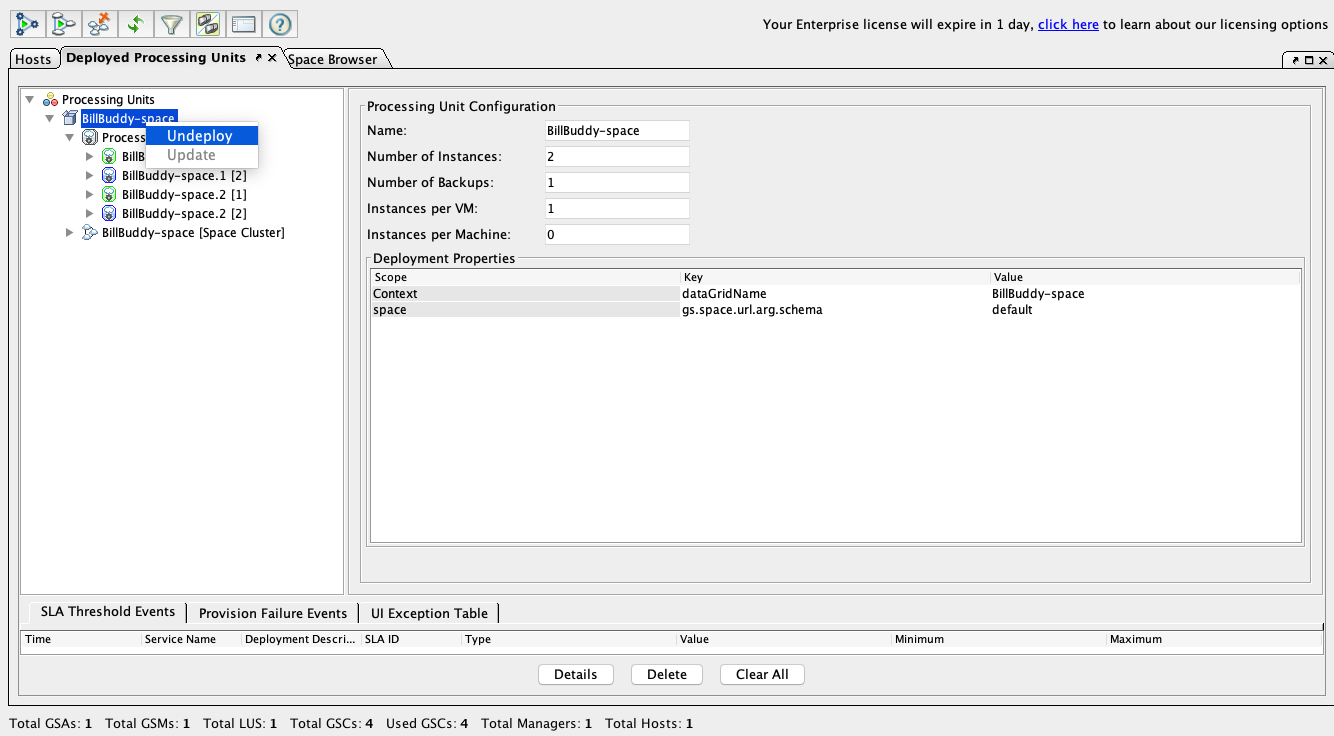 Your Enterprise license will expire in 1 day, click here to learn about our licensing options
Hosts Deployed Processing Units Space Browser
Processing Units
BillBuddy-space
Process
Undeploy
Update
BillB
BillBuddy-space.1 [2]
BillBuddy-space.2 [1]
BillBuddy-space.2 [2]
BillBuddy-space [Space Cluster]
Processing Unit Configuration
Name: BillBuddy-space
Number of Instances: 2
Number of Backups: 1
Instances per VM: 1
Instances per Machine: 0
Deployment Properties
Scope Key Value
Context dataGridName BillBuddy-space
space gs.space.url.arg.schema default
SLA Threshold Events Provision Failure Events UI Exception Table
Time Service Name Deployment Descri... SLA ID Type Value Minimum Maximum
Details Delete Clear All
Total GSAs: 1 Total GSMs: 1 Total LUS: 1 Total GSCs: 4 Used GSCs: 4 Total Managers: 1 Total Hosts: 1